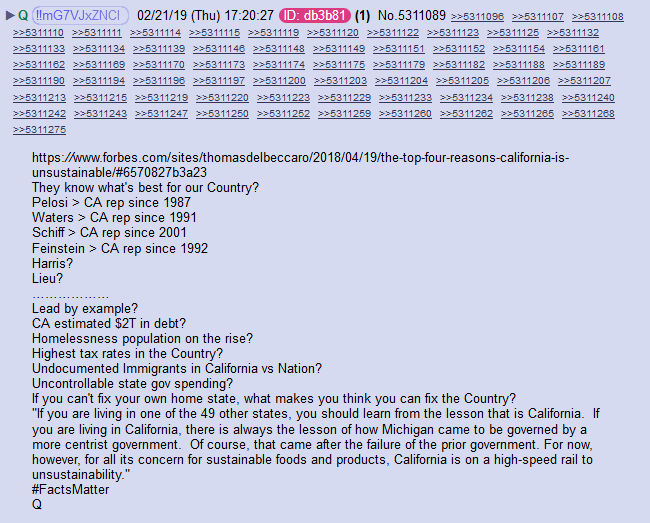 ▶ Q !!mG7VJxZNCI 02/21/19 (Thu) 17:20:27 ID: db3b81 (1) No.5311089 >>5311096 >>5311107 >>5311108
>>5311110 >>5311111 >>5311114 >>5311115 >>5311119 >>5311120 >>5311122 >>5311123 >>5311125 >>5311132
>>5311133 >>5311134 >>5311139 >>5311146 >>5311148 >>5311149 >>5311151 >>5311152 >>5311154 >>5311161
>>5311162 >>5311169 >>5311170 >>5311173 >>5311174 >>5311175 >>5311179 >>5311182 >>5311188 >>5311189
>>5311190 >>5311194 >>5311196 >>5311197 >>5311200 >>5311203 >>5311204 >>5311205 >>5311206 >>5311207
>>5311213 >>5311215 >>5311219 >>5311220 >>5311223 >>5311229 >>5311233 >>5311234 >>5311238 >>5311240
>>5311242 >>5311243 >>5311247 >>5311250 >>5311252 >>5311259 >>5311260 >>5311262 >>5311265 >>5311268
>>5311275
https://www.forbes.com/sites/thomasdelbeccaro/2018/04/19/the-top-four-reasons-california-is-
unsustainable/#6570827b3a23
They know what's best for our Country?
Pelosi > CA rep since 1987
Waters > CA rep since 1991
Schiff > CA rep since 2001
Feinstein > CA rep since 1992
Harris?
Lieu?
………………
Lead by example?
CA estimated $2T in debt?
Homelessness population on the rise?
Highest tax rates in the Country?
Undocumented Immigrants in California vs Nation?
Uncontrollable state gov spending?
If you can't fix your own home state, what makes you think you can fix the Country?
"If you are living in one of the 49 other states, you should learn from the lesson that is California.  If
you are living in California, there is always the lesson of how Michigan came to be governed by a
more centrist government.  Of course, that came after the failure of the prior government. For now,
however, for all its concern for sustainable foods and products, California is on a high-speed rail to
unsustainability."
#FactsMatter
Q